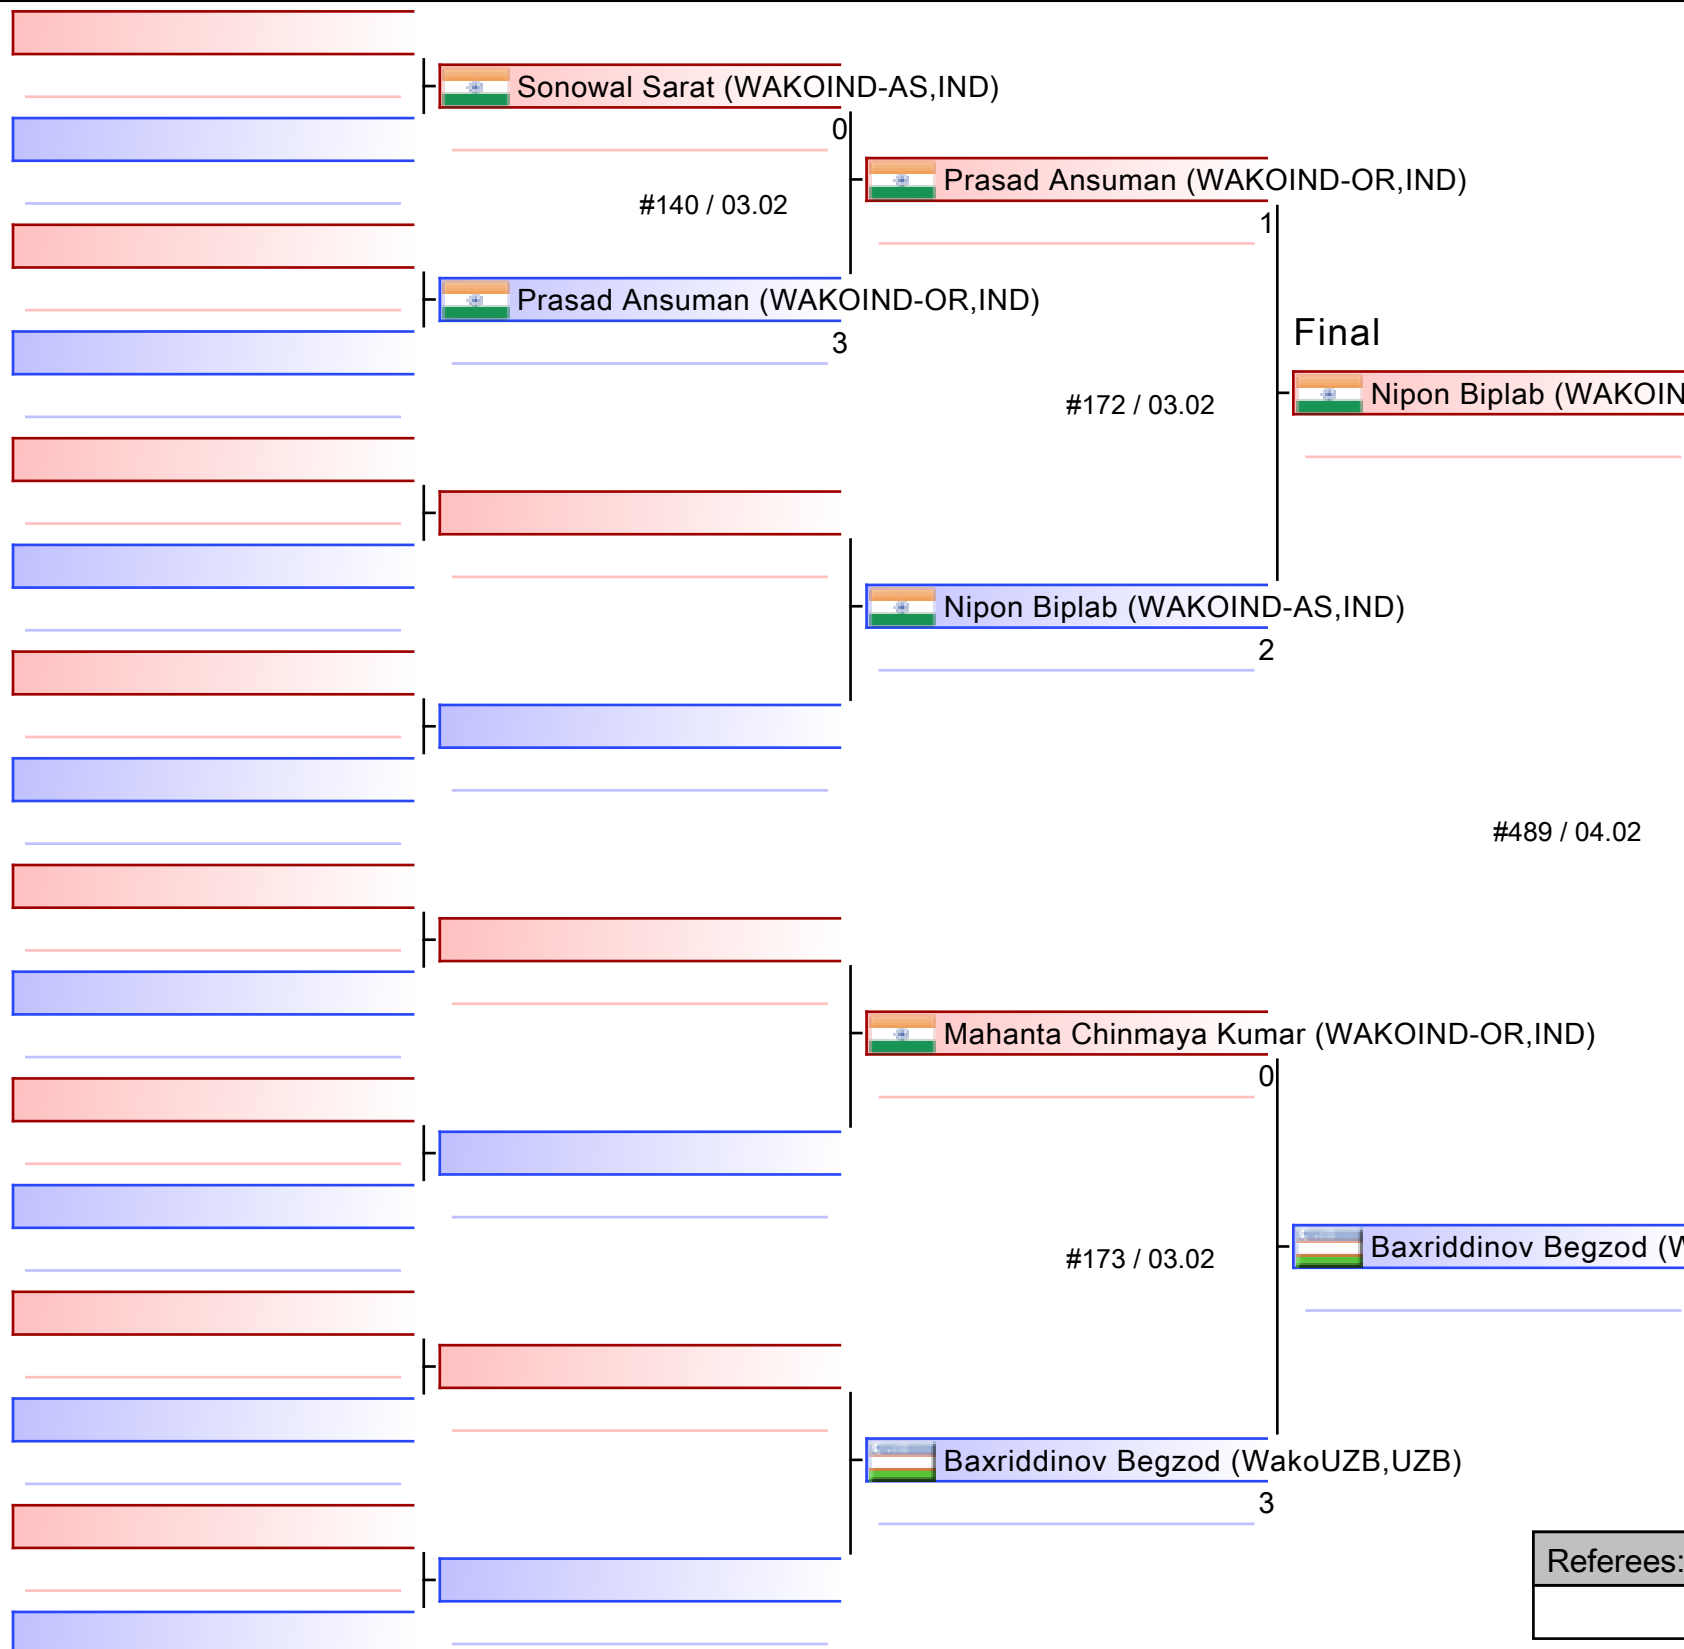 Sonowal Sarat (WAKOIND-AS,IND)
0
Prasad Ansuman (WAKOIND-OR,IND)
1
#140 / 03.02
Prasad Ansuman (WAKOIND-OR,IND)
3
Final
Nipon Biplab (WAKOIN
#172 / 03.02
Nipon Biplab (WAKOIND-AS,IND)
2
#489 / 04.02
Mahanta Chinmaya Kumar (WAKOIND-OR,IND)
0
#173 / 03.02
Baxriddinov Begzod (W
Baxriddinov Begzod (WakoUZB,UZB)
3
Referees: